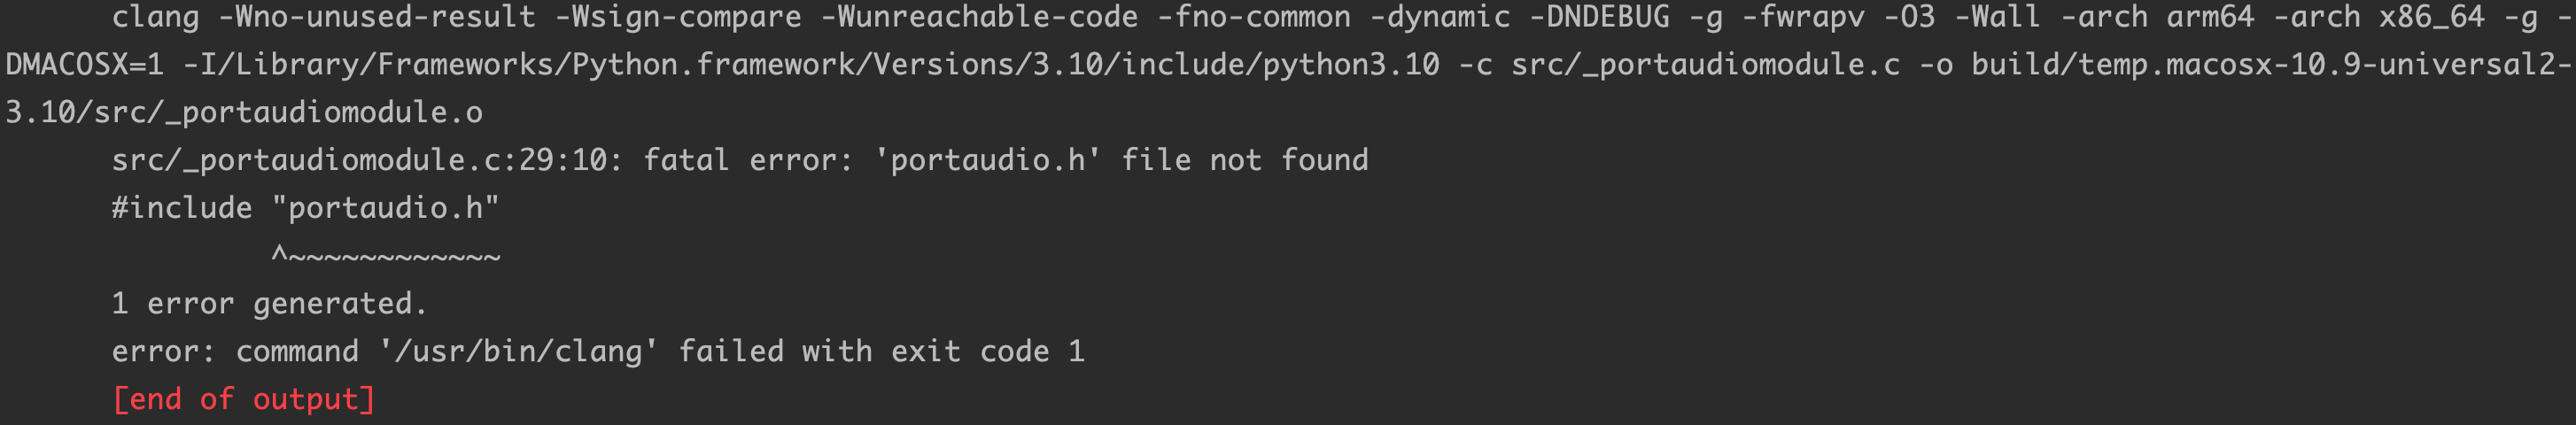 clang -Wno-unused-result -Wsign-compare -Wunreachable-code -fno-common -dynamic -DNDEBUG -g -fwrapv -O3 -Wall -arch arm64 -arch x86_64 -g -
DMACOSX=1 -I/Library/Frameworks/Python.framework/Versions/3.10/include/python3.10 -c src/_portaudiomodule.c -o build/temp.macosx-10.9-universal2-
3.10/src/_portaudiomodule.o
src/_portaudiomodule.c:29:10: fatal error: 'portaudio.h' file not found
#include "portaudio.h"
^~~~~~~~~~~~~
1 error generated.
error: command '/usr/bin/clang' failed with exit code 1
[end of output]